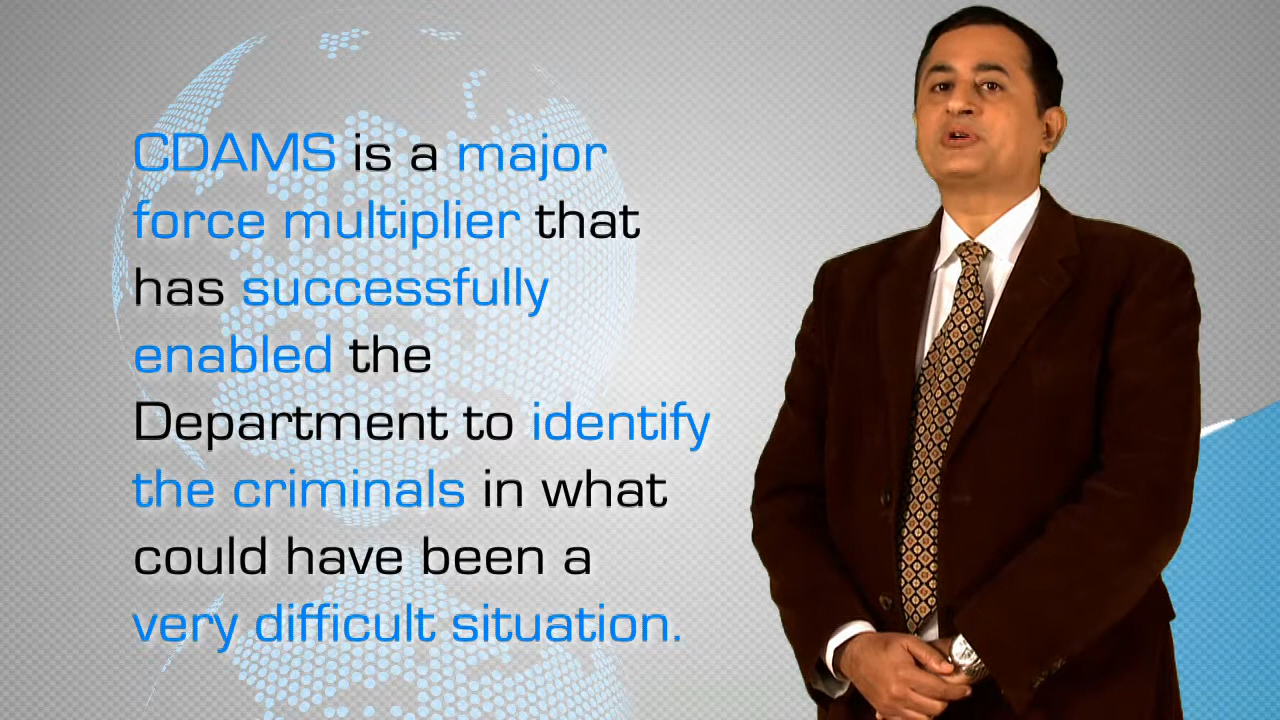 CDAMS is a major
force multiplier that
has successfully
enabled the
Department to identify
the criminals in what
could have been a
very difficult situation.